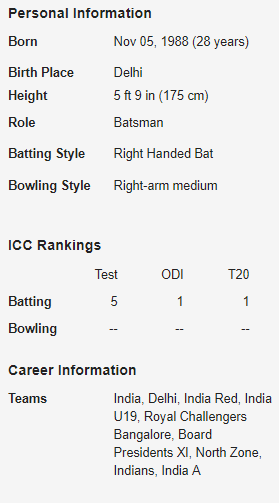 Personal Information
Born Nov 05, 1988 (28 years)
Birth Place Delhi
Height 5 ft 9 in (175 cm)
Role Batsman
Batting Style Right Handed Bat
Bowling Style Right-arm medium
ICC Rankings
Test ODI T20
Batting 5 1 1
Bowling -- -- --
Career Information
Teams India, Delhi, India Red, India
U19, Royal Challengers
Bangalore, Board
Presidents XI, North Zone,
Indians, India A